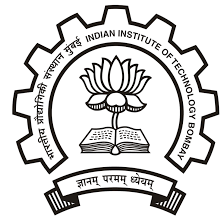 भारतीय प्रौद्योगिकी संस्थान मुंबई
INDIAN INSTITUTE OF TECHNOLOGY BOMBAY
ज्ञानम् परमम् ध्येयम्